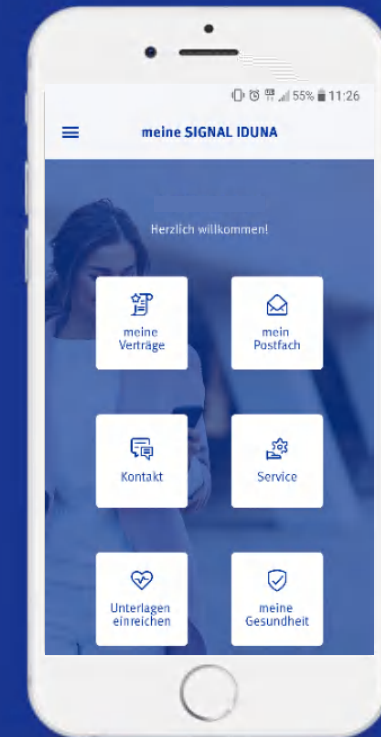 55% 11:26
meine SIGNAL IDUNA
Herzlich willkommen!
meine
Verträge
mein
Postfach
Kontakt
Service
Unterlagen
einreichen
meine
Gesundheit